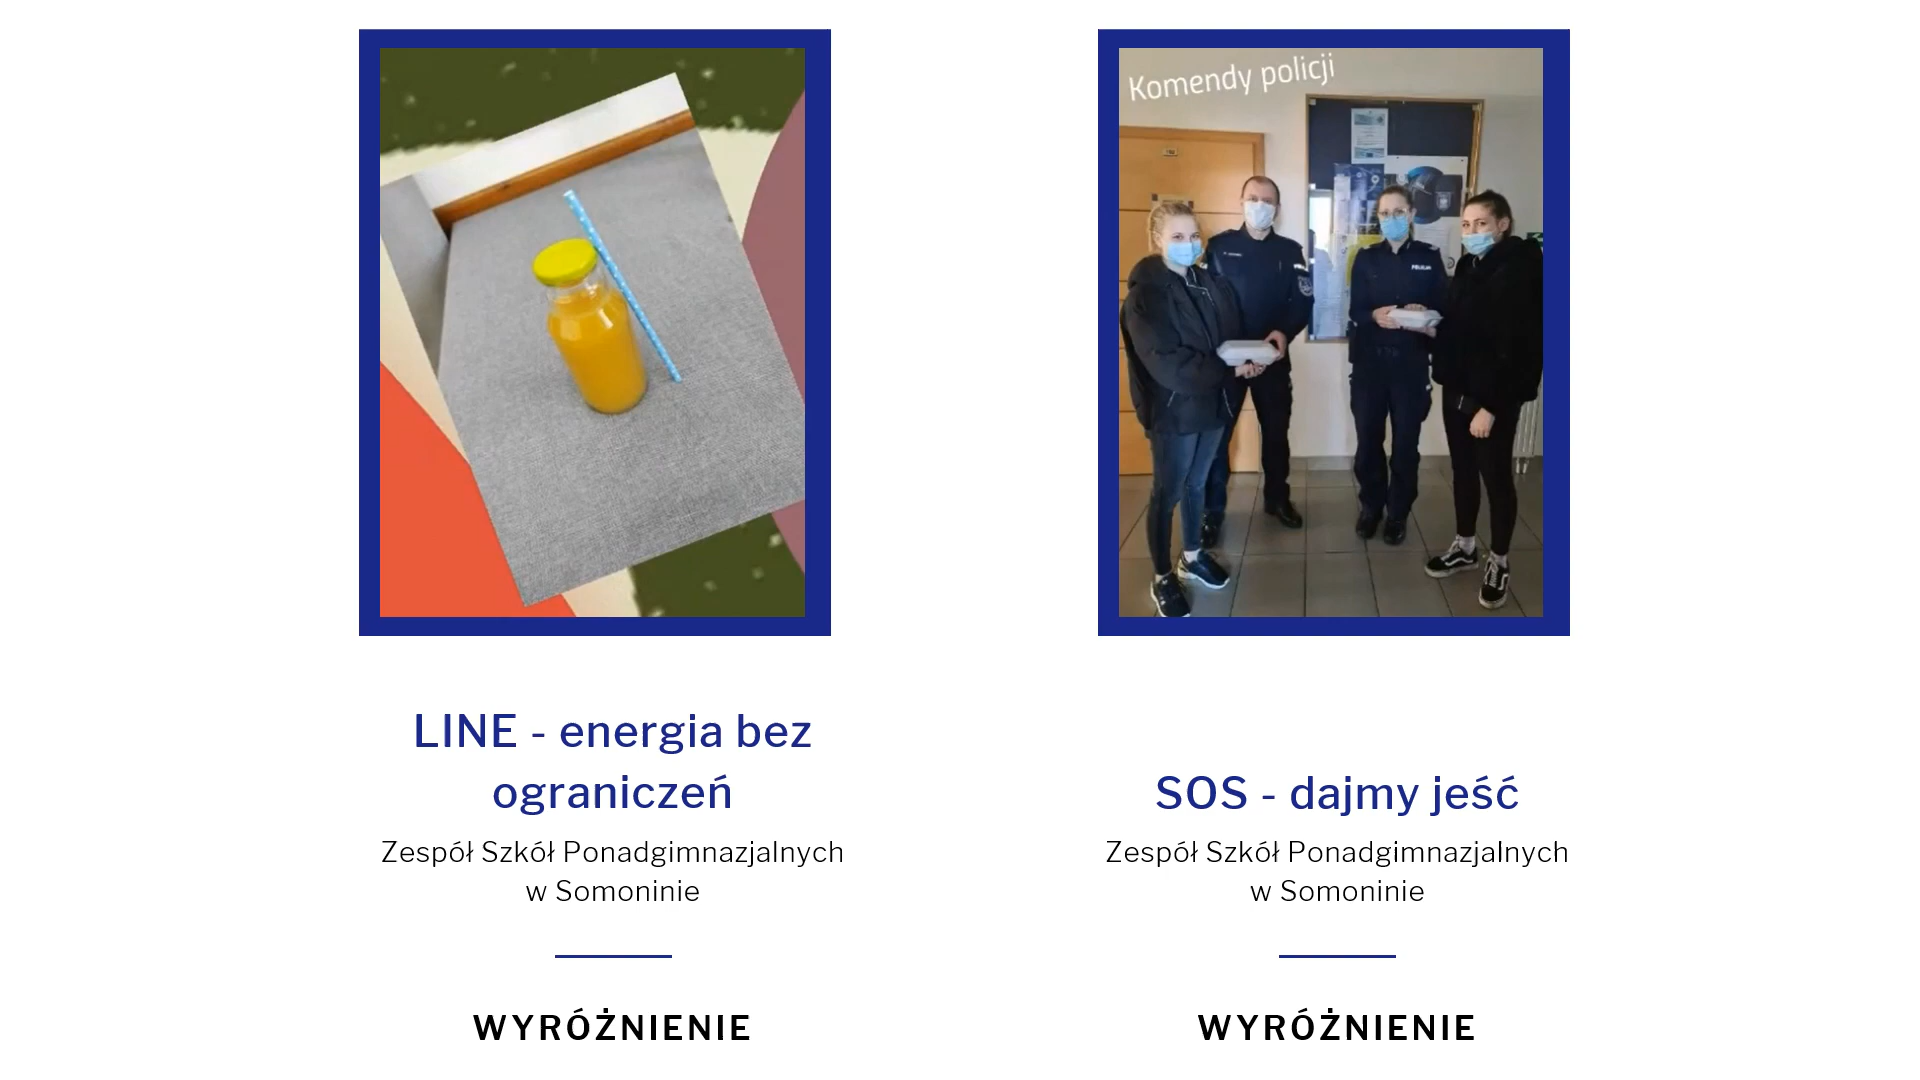 Komendy policji
POLICJA
LINE - energia bez
ograniczeń
Zespół Szkół Ponadgimnazjalnych
w Somoninie
WYRÓŻNIENIE
SOS - dajmy jeść
Zespół Szkół Ponadgimnazjalnych
w Somoninie
WYRÓŻNIENIE